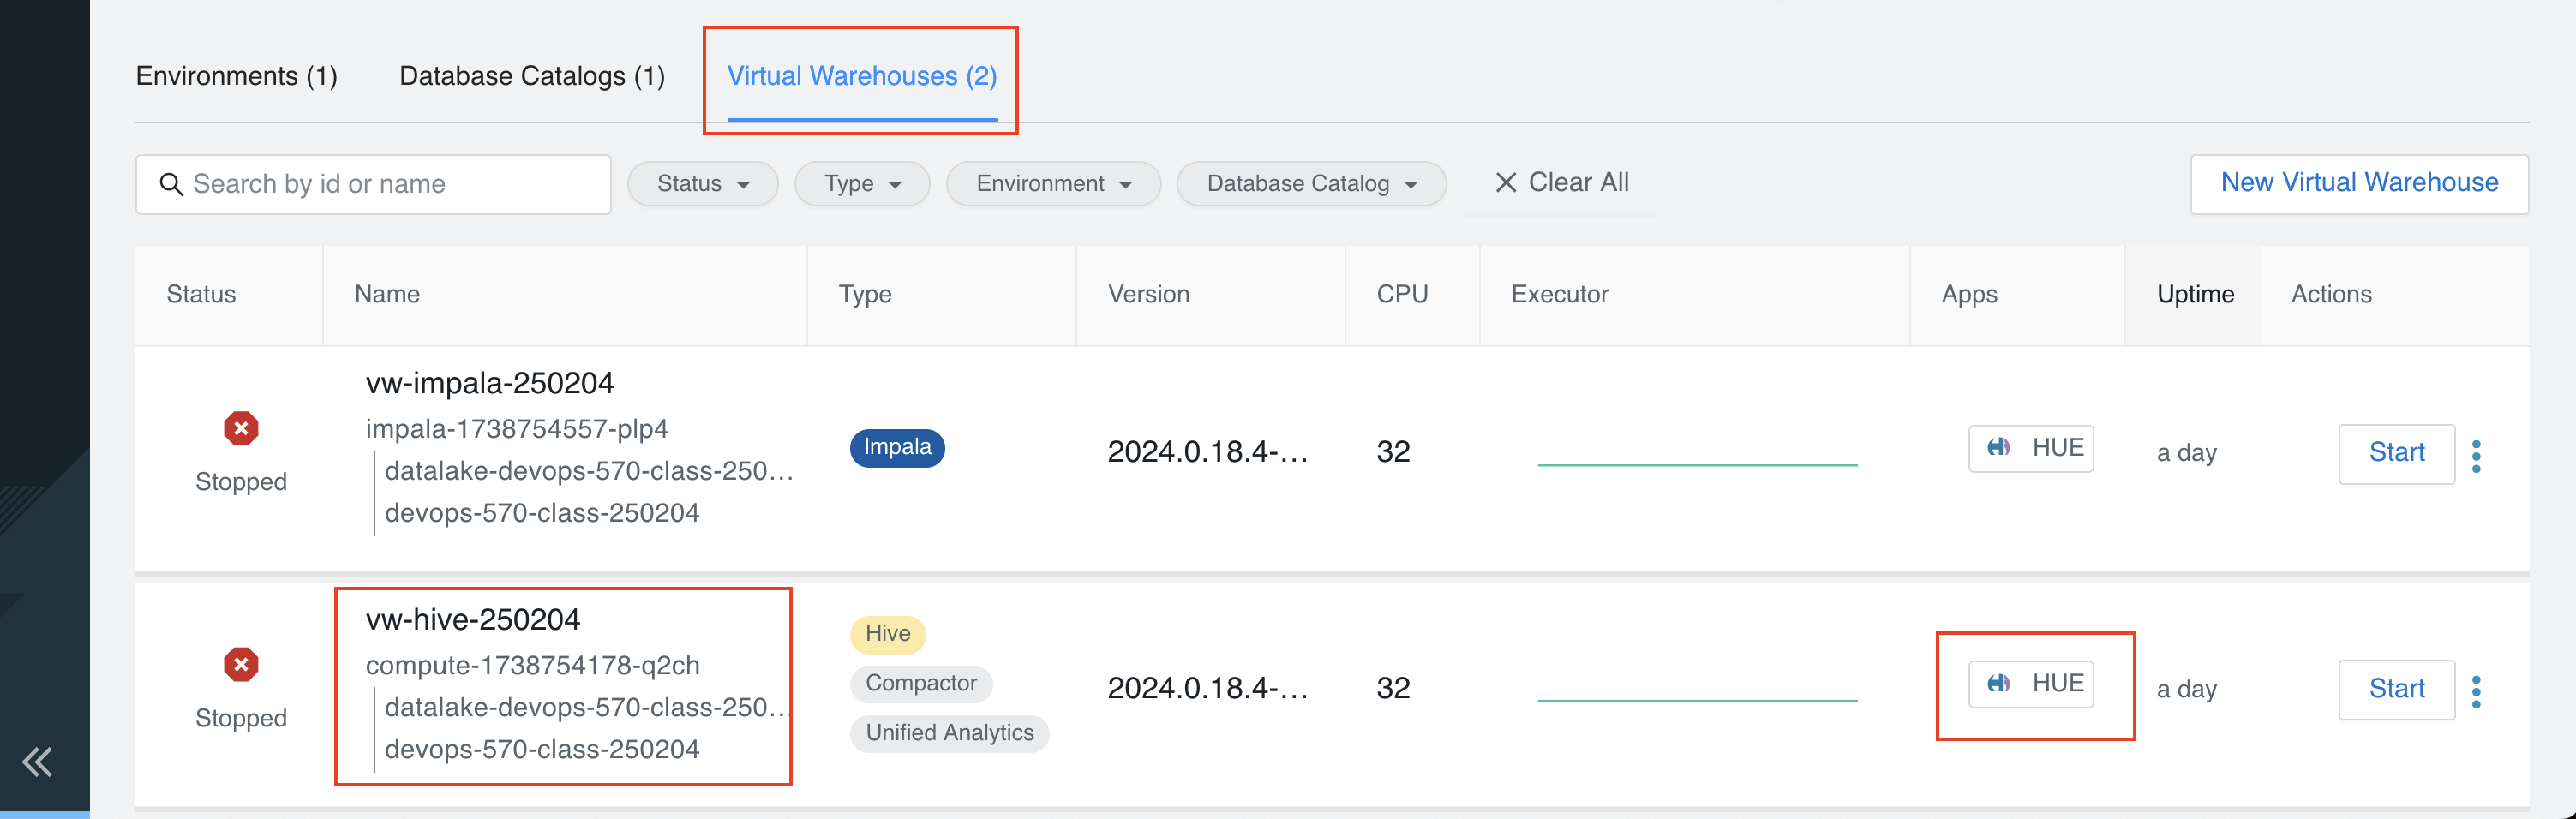 Environments (1) Database Catalogs (1) Virtual Warehouses (2)
Search by id or name Status Type Environment Database Catalog Clear All New Virtual Warehouse
Status Name Type Version CPU Executor Apps Uptime Actions
vw-impala-250204
impala-1738754557-plp4
datalake-devops-570-class-250...
devops-570-class-250204
Stopped
Impala
2024.0.18.4-...
32
HUE
a day
Start
vw-hive-250204
compute-1738754178-q2ch
datalake-devops-570-class-250...
devops-570-class-250204
Stopped
Hive
Compactor
Unified Analytics
2024.0.18.4-...
32
HUE
a day
Start